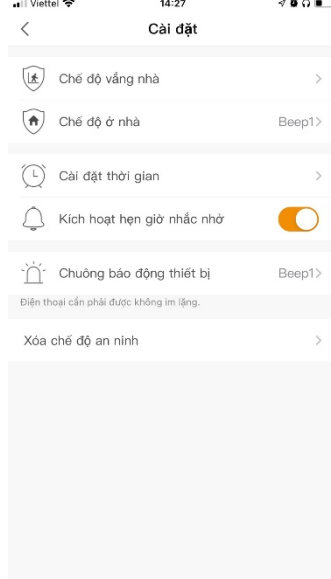 Viettel
14:27
Cài đặt
Chế độ vắng nhà
Chế độ ở nhà Beep1
Cài đặt thời gian
Kích hoạt hẹn giờ nhắc nhở
Chuông báo động thiết bị Beep1
Điện thoại cần phải được không im lặng.
Xóa chế độ an ninh